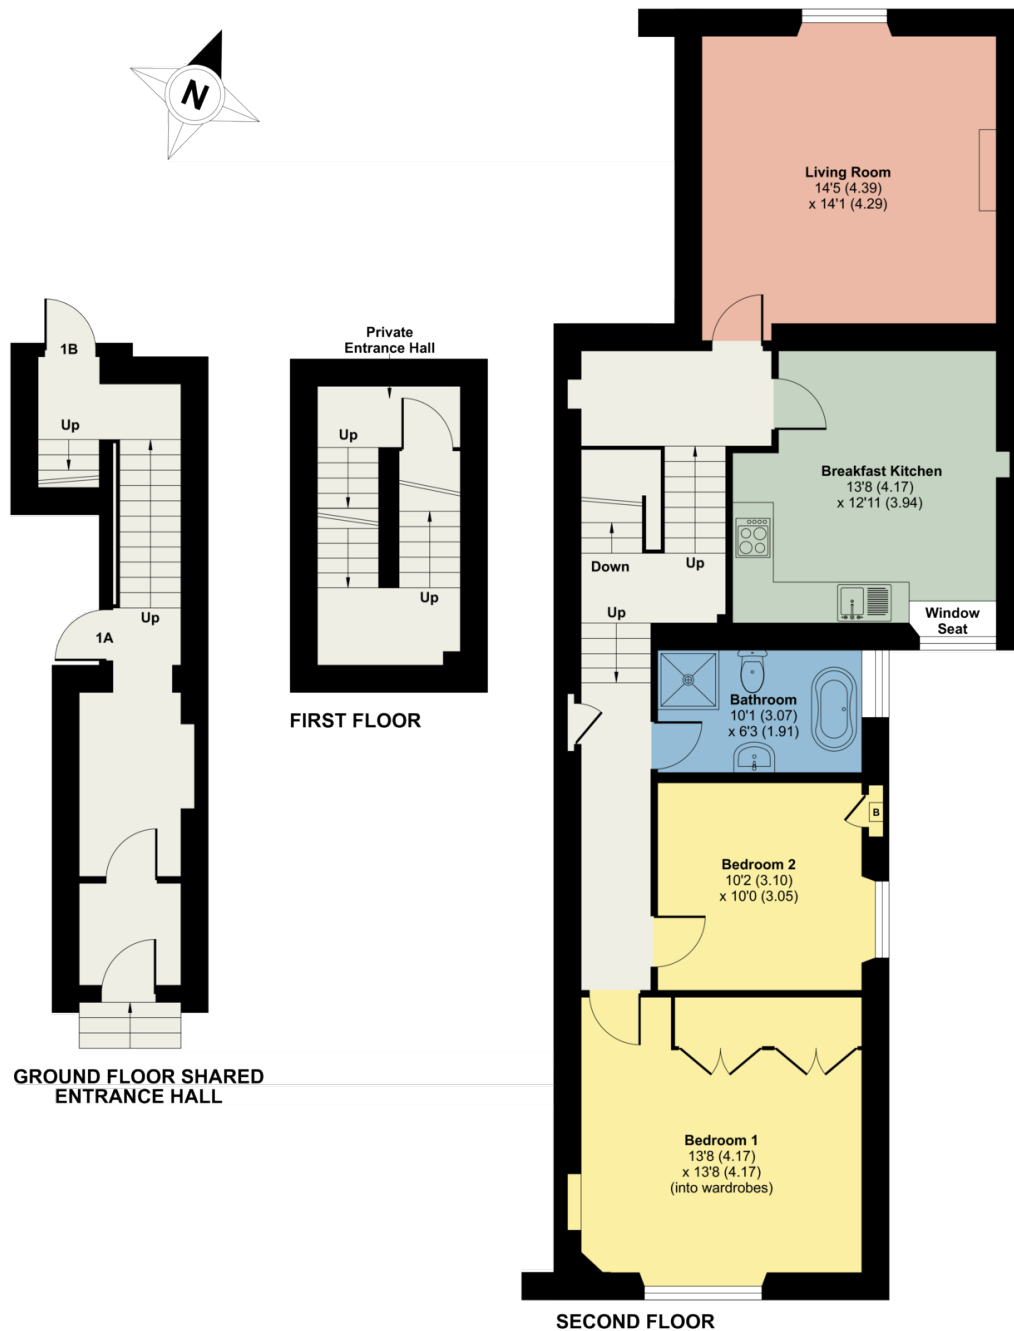 N
Living Room
14'5 (4.39)
x 14'1 (4.29)
1B
Up
Up
1A
GROUND FLOOR SHARED
ENTRANCE HALL
Private
Entrance Hall
Up
Up
FIRST FLOOR
Breakfast Kitchen
13'8 (4.17)
x 12'11 (3.94)
Down
Up
Up
Window
Seat
Bathroom
10'1 (3.07)
x 6'3 (1.91)
B
Bedroom 2
10'2 (3.10)
x 10'0 (3.05)
Bedroom 1
13'8 (4.17)
x 13'8 (4.17)
(into wardrobes)
SECOND FLOOR